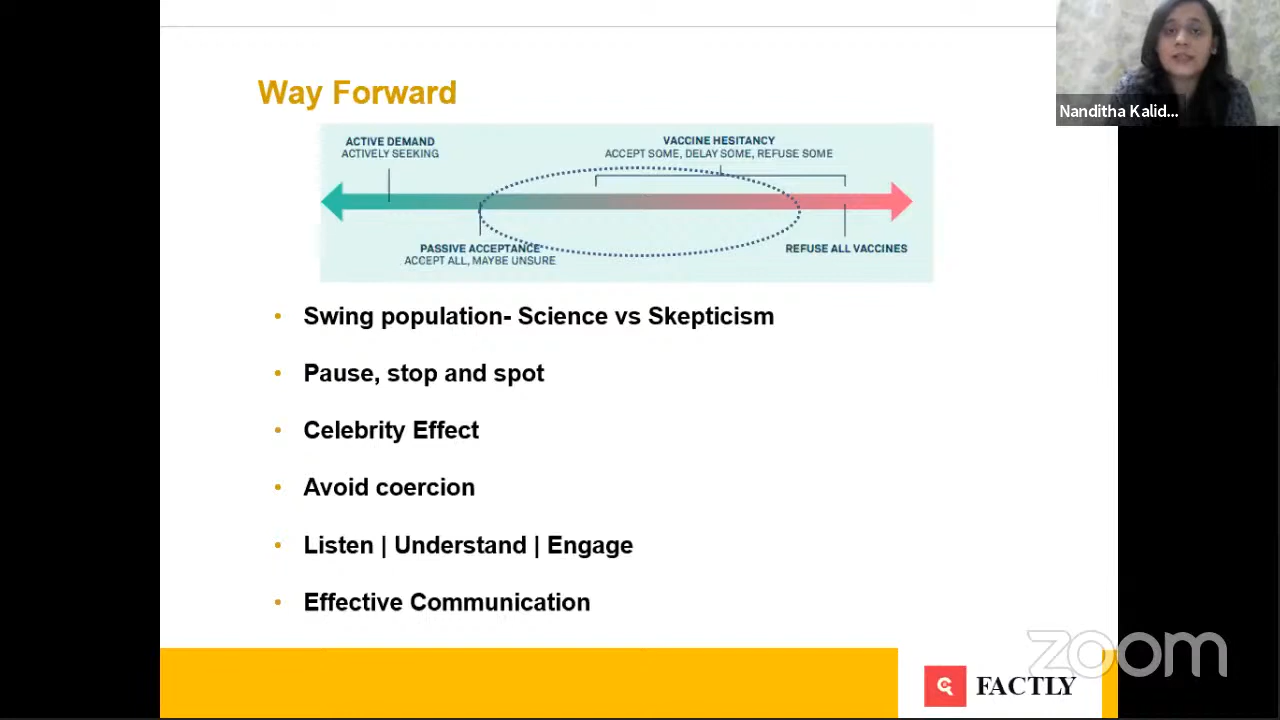 Nanditha Kalid...
Way Forward
ACTIVE DEMAND
ACTIVELY SEEKING
VACCINE HESITANCY
ACCEPT SOME, DELAY SOME, REFUSE SOME
PASSIVE ACCEPTANCE
ACCEPT ALL, MAYBE UNSURE
REFUSE ALL VACCINES
• Swing population- Science vs Skepticism
• Pause, stop and spot
• Celebrity Effect
• Avoid coercion
• Listen | Understand | Engage
• Effective Communication
zoom
FACTLY